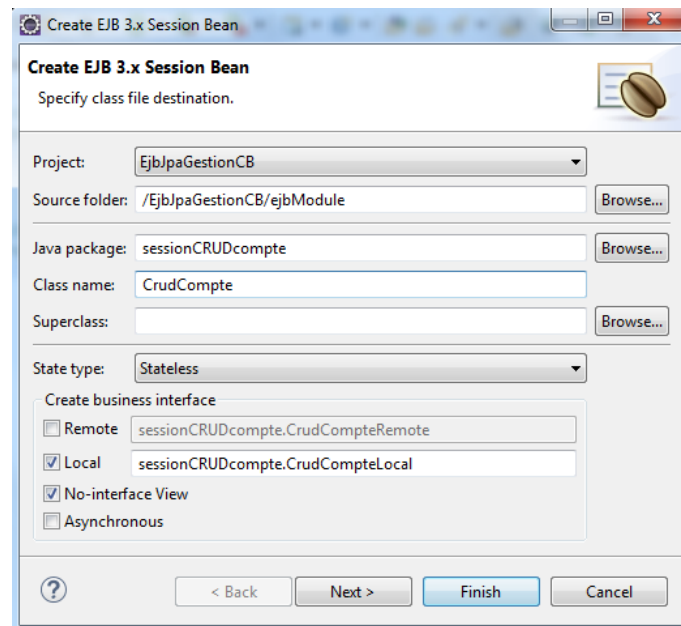 Create EJB 3.x Session Bean
Create EJB 3.x Session Bean
Specify class file destination.
Project: EjbJpaGestionCB
Source folder: /EjbJpaGestionCB/ejbModule Browse...
Java package: sessionCRUDcompte Browse...
Class name: CrudCompte
Superclass: Browse...
State type: Stateless
Create business interface
Remote sessionCRUDcompte.CrudCompteRemote
Local sessionCRUDcompte.CrudCompteLocal
No-interface View
Asynchronous
? < Back Next > Finish Cancel